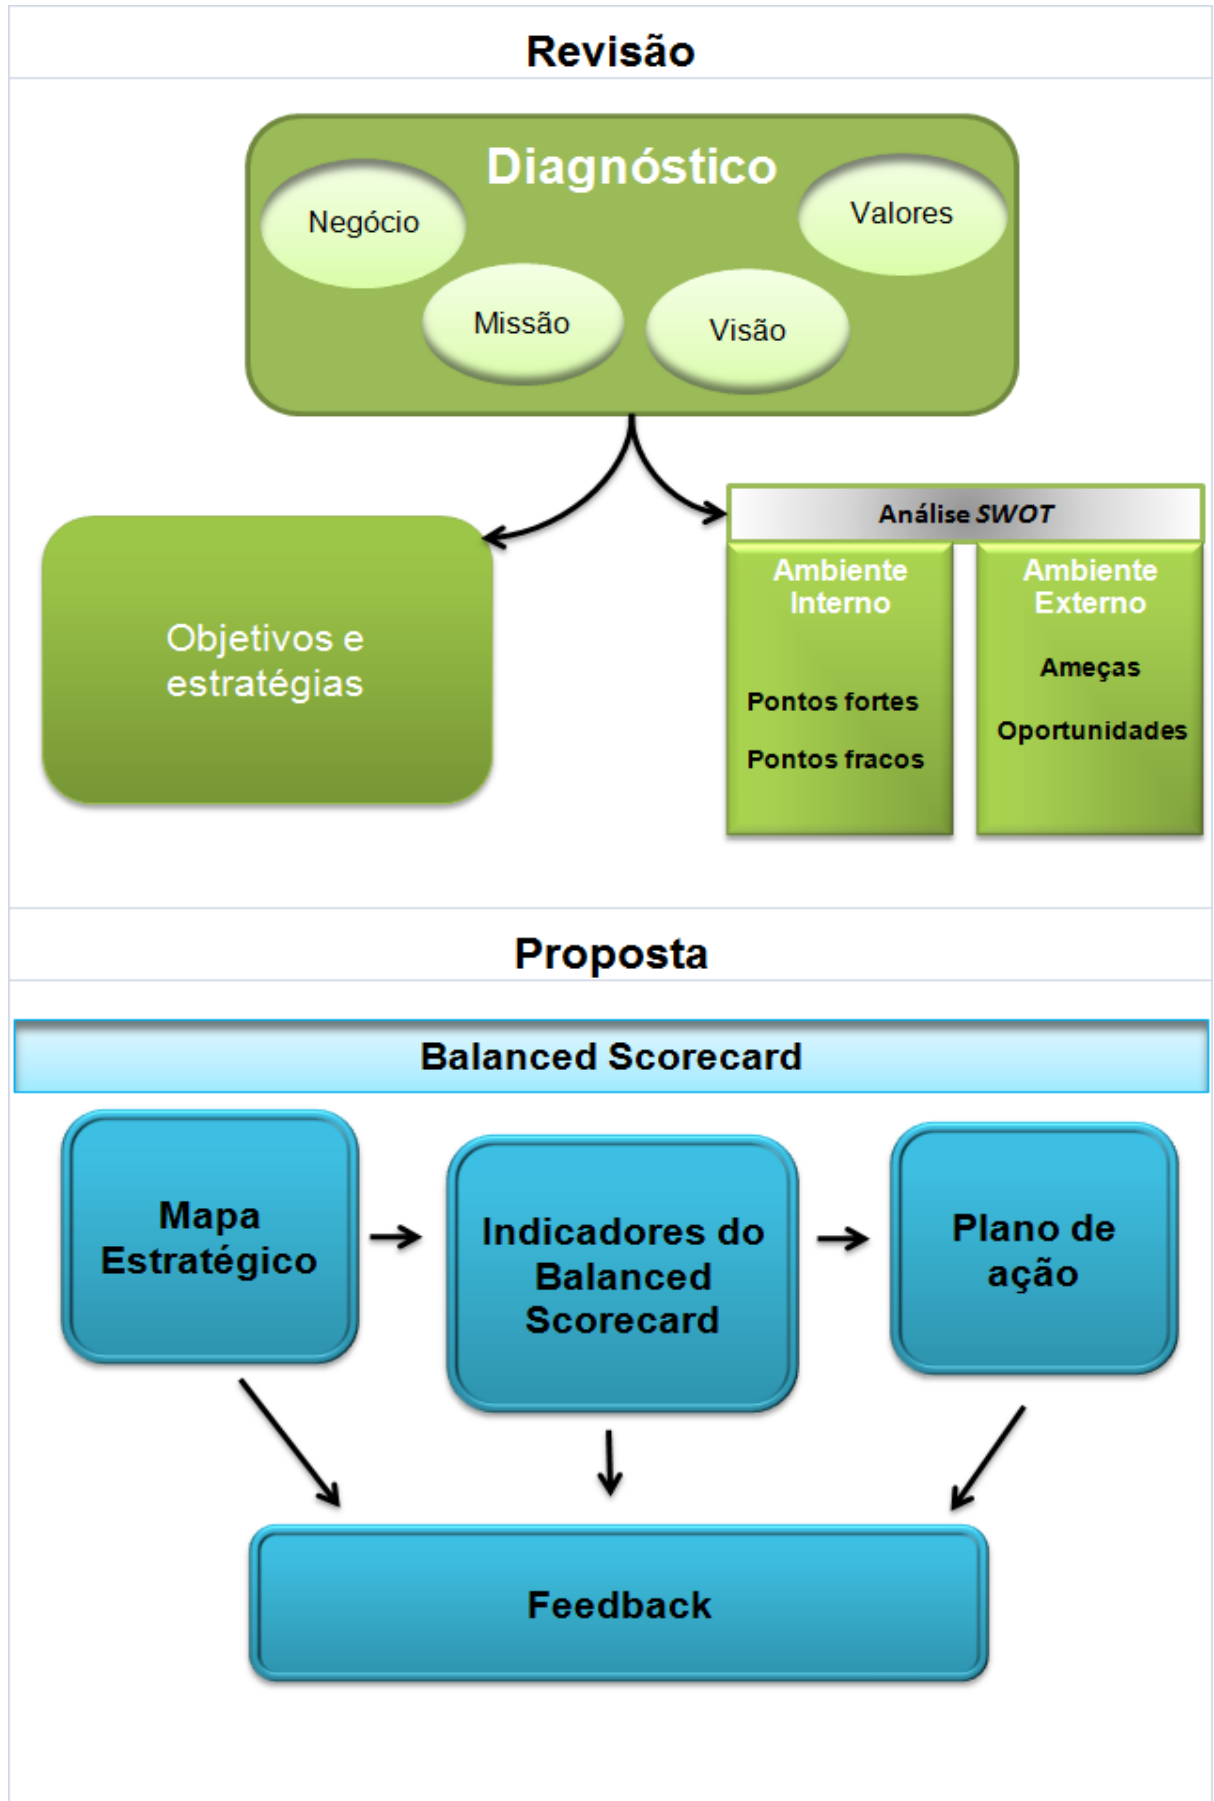 Revisão
Diagnóstico
Negócio
Valores
Missão
Visão
Objetivos e
estratégias
Análise SWOT
Ambiente
Interno
Pontos fortes
Pontos fracos
Ambiente
Externo
Ameças
Oportunidades
Proposta
Balanced Scorecard
Mapa
Estratégico
Indicadores do
Balanced
Scorecard
Plano de
ação
Feedback